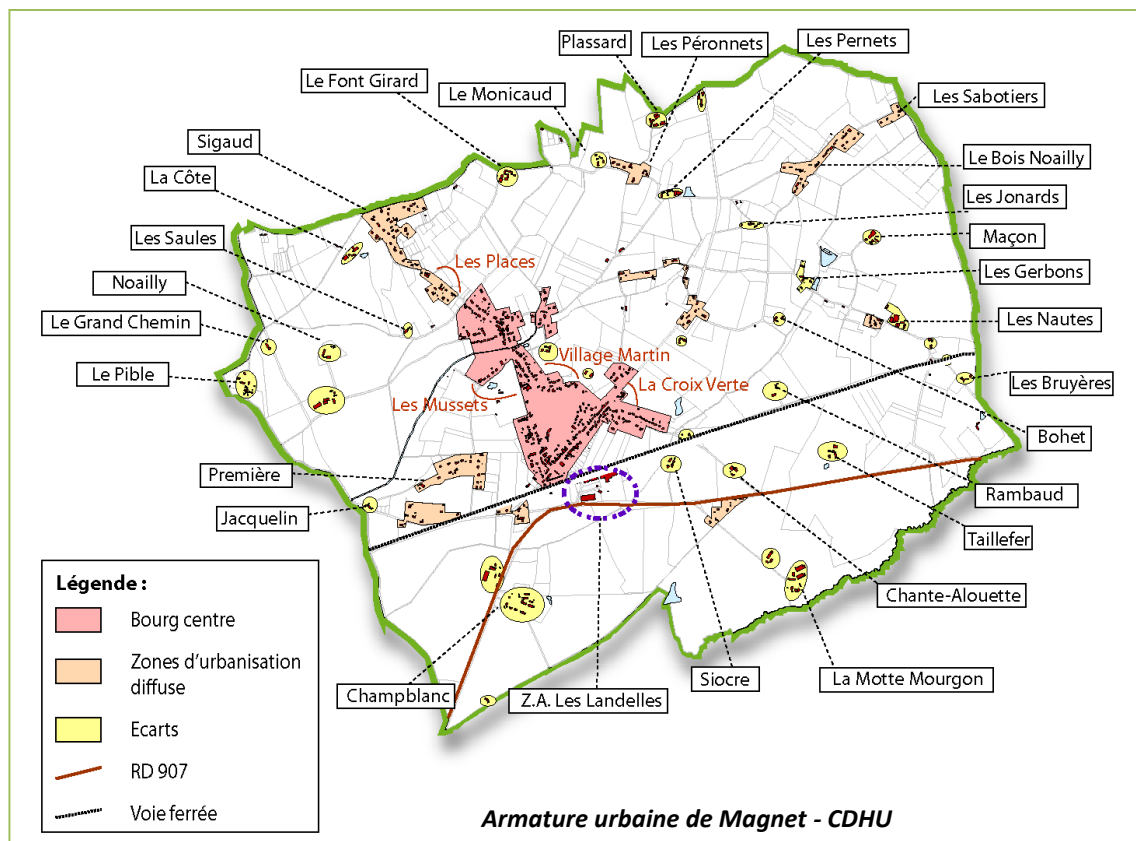 Plassard
Les Péronnets
Les Pernets
Le Font Girard
Le Monicaud
Les Sabotiers
Sigaud
Le Bois Noailly
La Côte
Les Jonards
Les Saules
Maçon
Les Places
Noailly
Les Gerbons
Le Grand Chemin
Les Nautes
Village Martin
Le Pible
La Croix Verte
Les Bruyères
Les Mussets
Bohet
Première
Rambaud
Jacquelin
Taillefer
Chante-Alouette
La Motte Mourgon
Siocre
Champblanc
Z.A. Les Landelles
Légende :
Bourg centre
Zones d'urbanisation
diffuse
Ecarts
RD 907
Voie ferrée
Armature urbaine de Magnet - CDHU